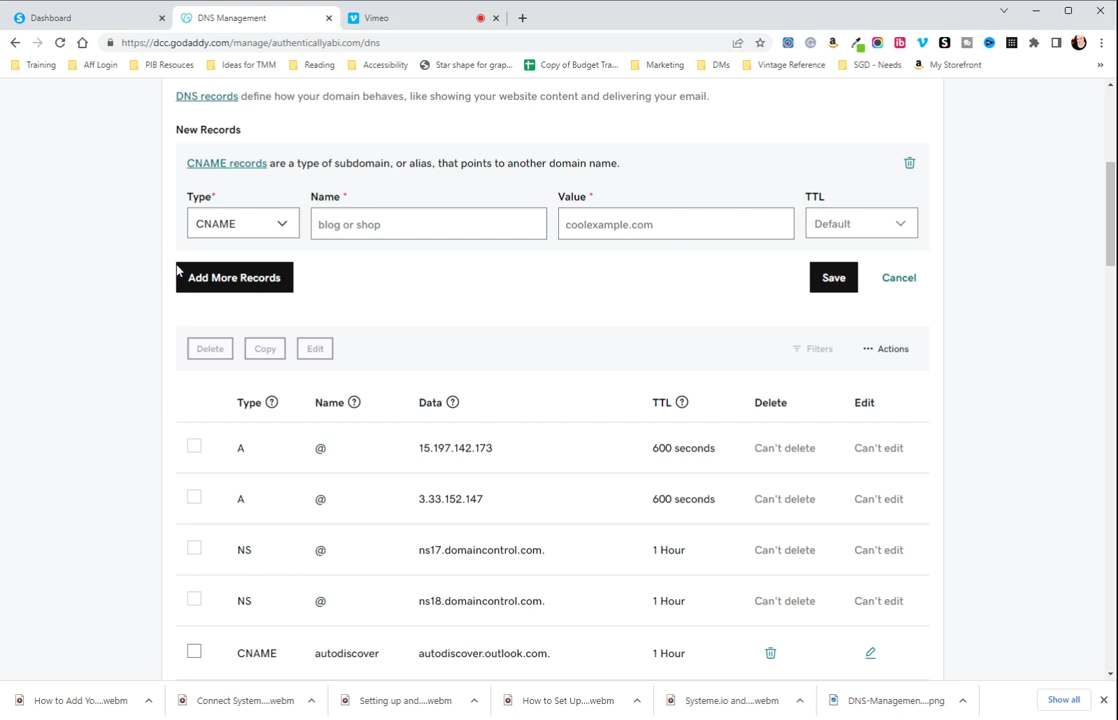 Dashboard
DNS Management
Vimeo
https://dcc.godaddy.com/manage/authenticallyabi.com/dns
Training Aff Login PIB Resouces Ideas for TMM Reading Accessibility Star shape for grap... Copy of Budget Tra... Marketing DMs Vintage Reference SGD - Needs My Storefront »
DNS records define how your domain behaves, like showing your website content and delivering your email.
New Records
CNAME records are a type of subdomain, or alias, that points to another domain name.
Type* Name * Value * TTL
CNAME blog or shop coolexample.com Default
Add More Records Save Cancel
Delete Copy Edit Filters ••• Actions
Type ? Name ? Data ? TTL ? Delete Edit
A @ 15.197.142.173 600 seconds Can't delete Can't edit
A @ 3.33.152.147 600 seconds Can't delete Can't edit
NS @ ns17.domaincontrol.com. 1 Hour Can't delete Can't edit
NS @ ns18.domaincontrol.com. 1 Hour Can't delete Can't edit
CNAME autodiscover autodiscover.outlook.com. 1 Hour
How to Add Yo....webm Connect System....webm Setting up and....webm How to Set Up....webm Systeme.io and....webm DNS-Managemen....png Show all